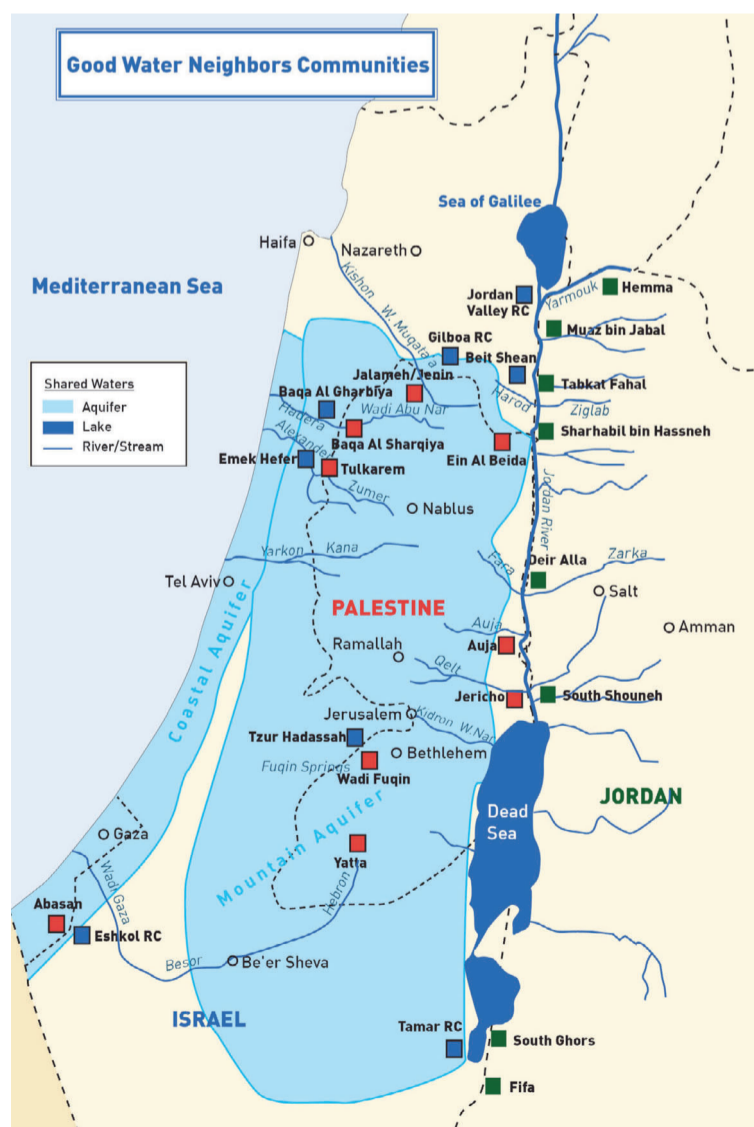 Good Water Neighbors Communities
Sea of Galilee
Haifa
Nazareth
Mediterranean Sea
Kishon
W. Muqata'a
Jordan
Valley RC
Yarmouk
Hemma
Muaz bin Jabal
Gilboa RC
Beit Shean
Shared Waters
Aquifer
Lake
River/Stream
Jalameh/Jenin
Baqa Al Gharbiya
Hadera
Wadi Abu Nar
Harod
Tabkat Fahal
Ziglab
Alexander
Baqa Al Sharqiya
Sharhabil bin Hassneh
Emek Hefer
Tulkarem
Ein Al Beida
Zumer
Nablus
Jordan River
Yarkon
Kana
Fara
Deir Alla
Zarka
Tel Aviv
Salt
PALESTINE
Auja
Amman
Ramallah
Auja
Qelt
Coastal Aquifer
Jericho
South Shouneh
Jerusalem
Kidron W.Nar
Tzur Hadassah
Bethlehem
Fuqin Springs
Wadi Fuqin
JORDAN
Dead
Sea
Gaza
Mountain Aquifer
Yatta
Wadi Gaza
Hebron
Abasan
Eshkol RC
Besor
Be'er Sheva
ISRAEL
Tamar RC
South Ghors
Fifa